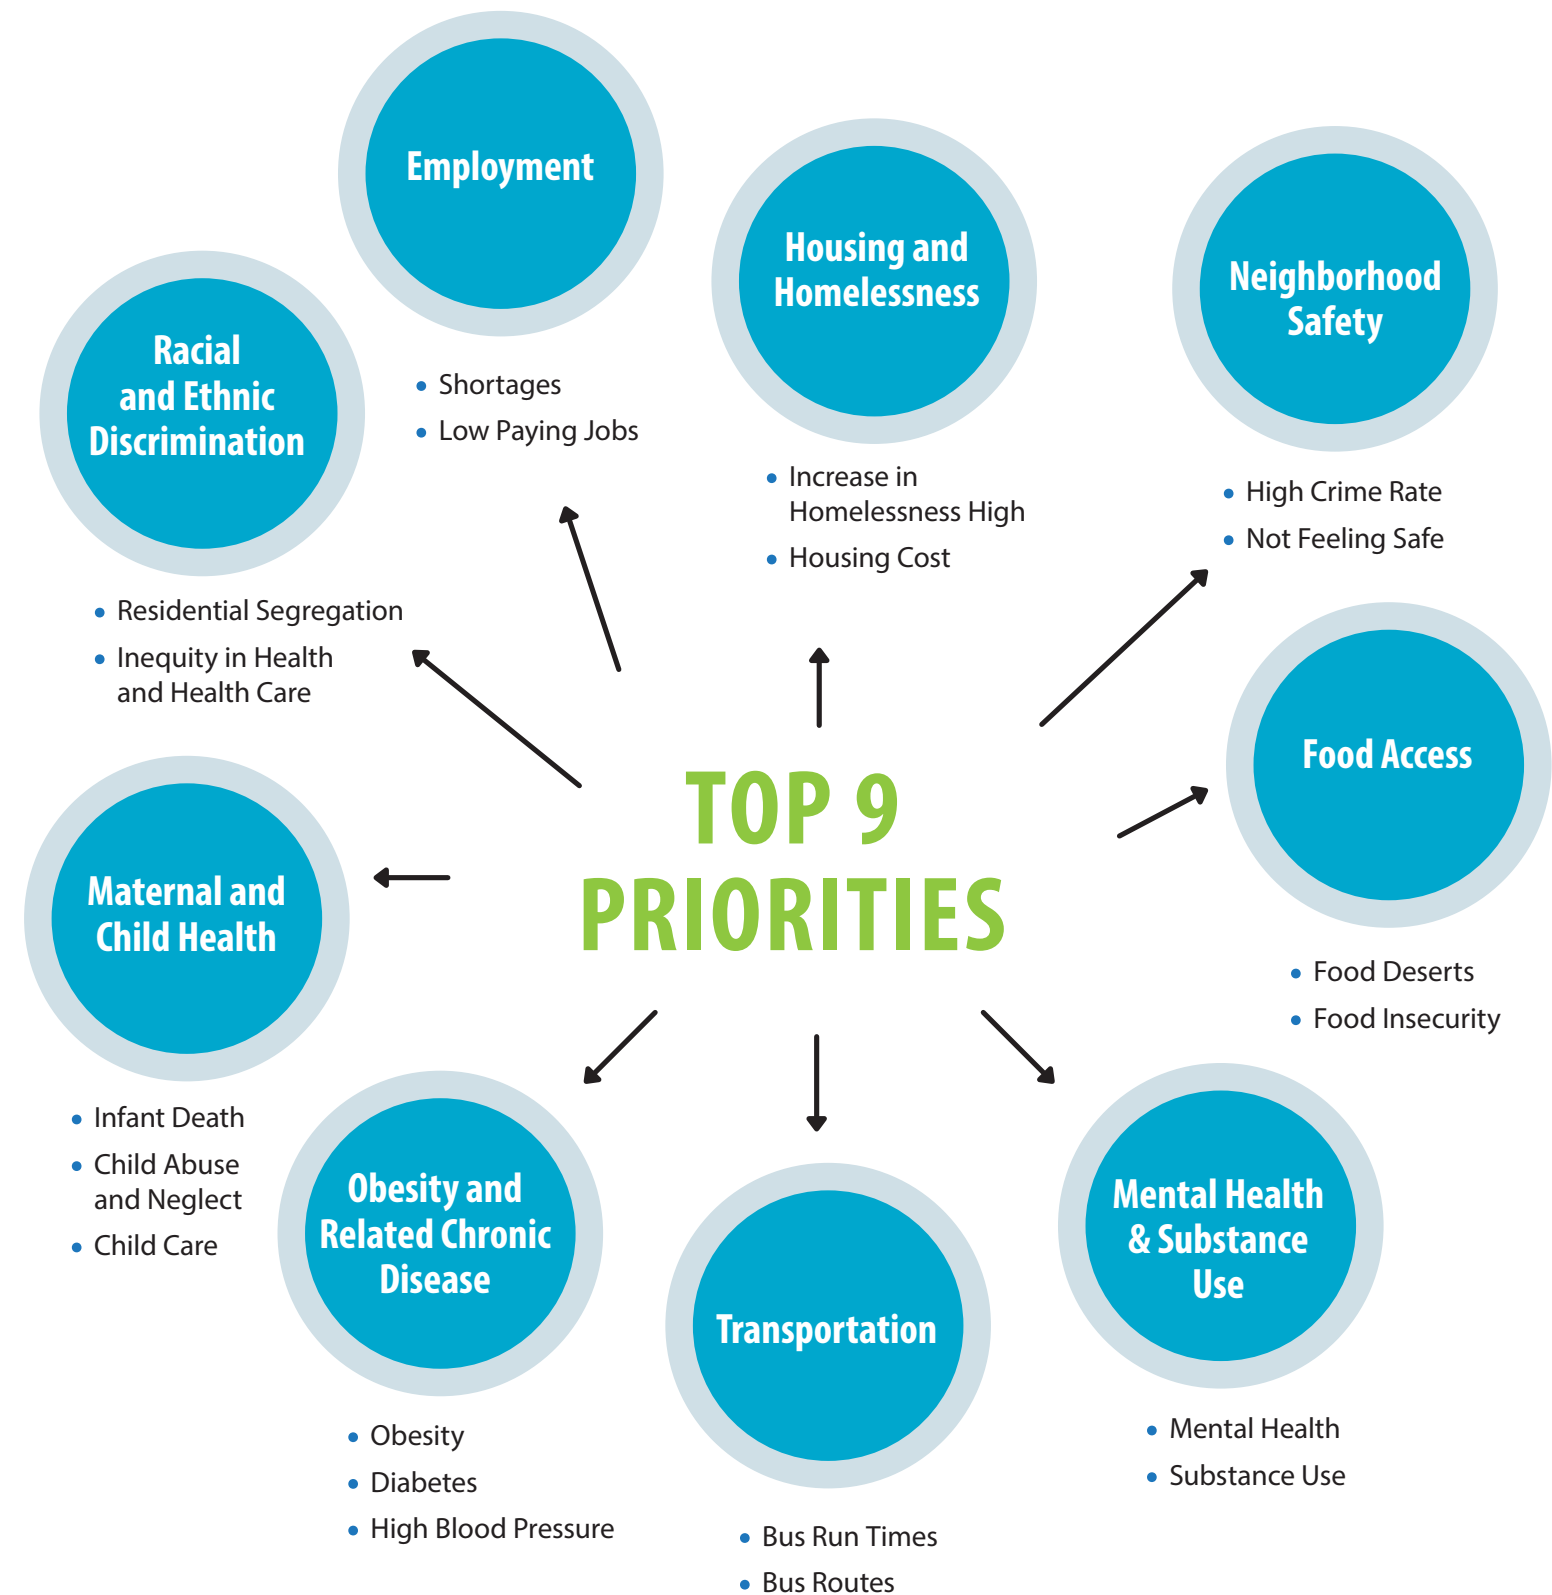 TOP 9
PRIORITIES
Employment
• Shortages
• Low Paying Jobs
Housing and
Homelessness
• Increase in
Homelessness High
• Housing Cost
Neighborhood
Safety
• High Crime Rate
• Not Feeling Safe
Food Access
• Food Deserts
• Food Insecurity
Mental Health
& Substance
Use
• Mental Health
• Substance Use
Transportation
• Bus Run Times
• Bus Routes
Obesity and
Related Chronic
Disease
• Obesity
• Diabetes
• High Blood Pressure
Maternal and
Child Health
• Infant Death
• Child Abuse
and Neglect
• Child Care
Racial
and Ethnic
Discrimination
• Residential Segregation
• Inequity in Health
and Health Care